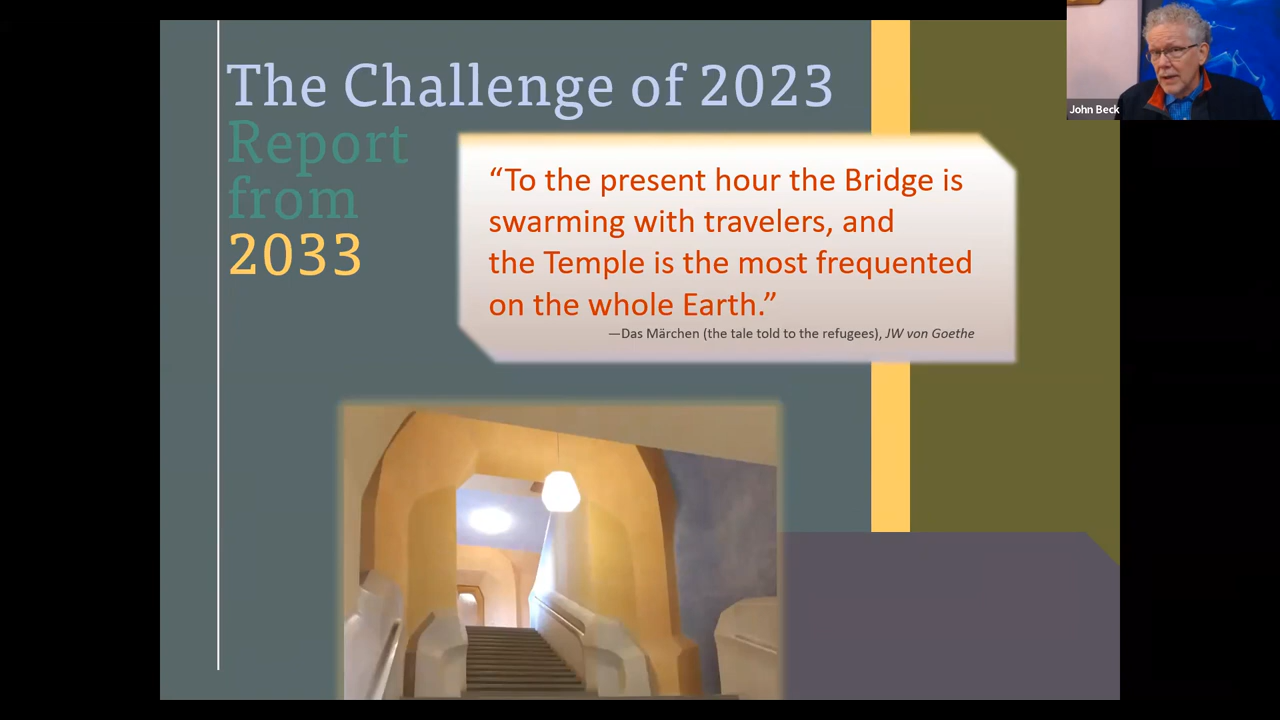 The Challenge of 2023
Report
from
2033
“To the present hour the Bridge is
swarming with travelers, and
the Temple is the most frequented
on the whole Earth.”
—Das Märchen (the tale told to the refugees), JW von Goethe
John Beck